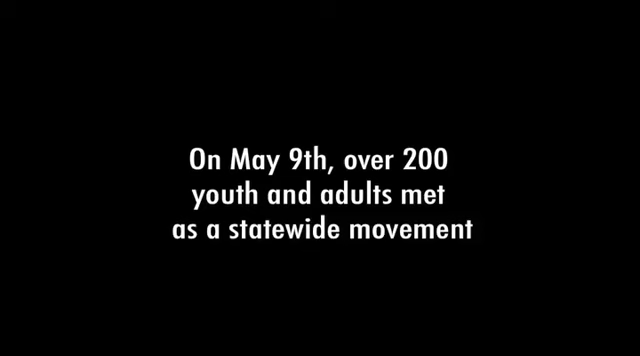 On May 9th, over 200
youth and adults met
as a statewide movement